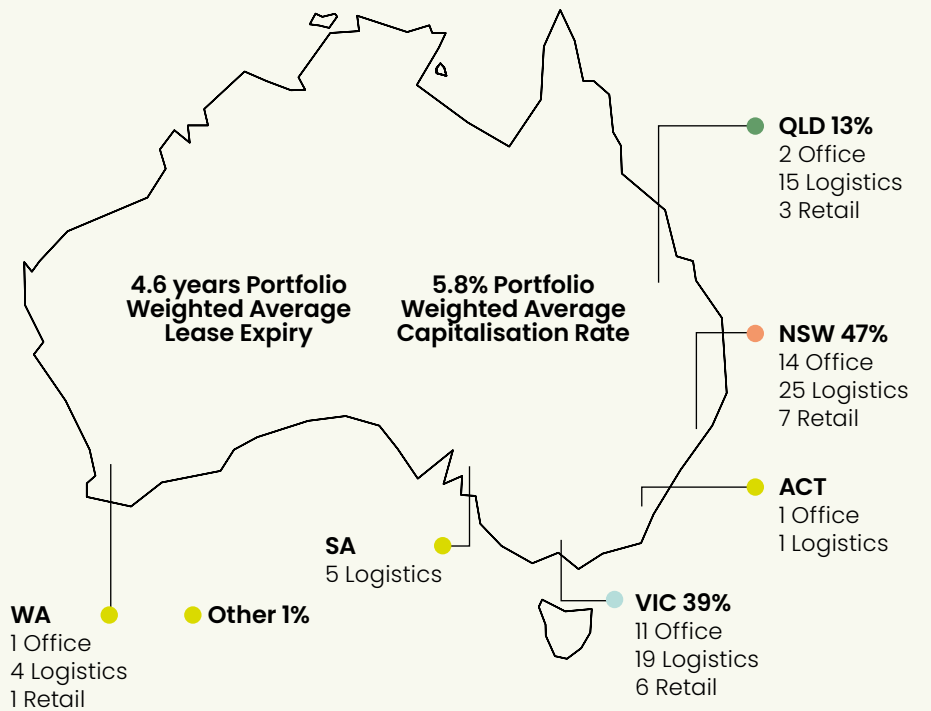 QLD 13%
2 Office
15 Logistics
3 Retail
4.6 years Portfolio
Weighted Average
Lease Expiry
5.8% Portfolio
Weighted Average
Capitalisation Rate
NSW 47%
14 Office
25 Logistics
7 Retail
ACT
1 Office
1 Logistics
SA
5 Logistics
WA
1 Office
4 Logistics
1 Retail
Other 1%
VIC 39%
11 Office
19 Logistics
6 Retail